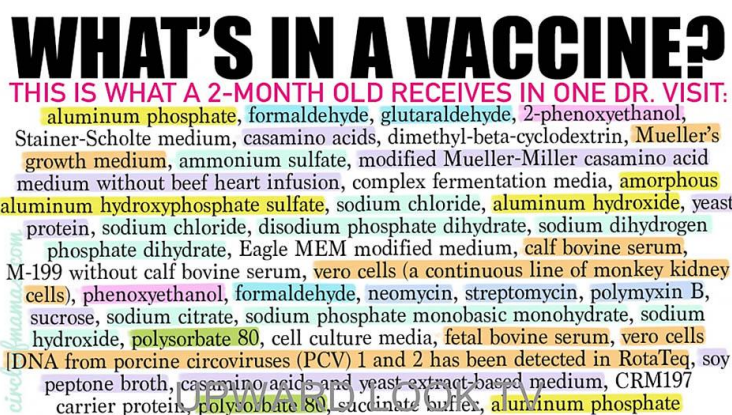 WHAT'S IN A VACCINE?
THIS IS WHAT A 2-MONTH OLD RECEIVES IN ONE DR. VISIT:
aluminum phosphate, formaldehyde, glutaraldehyde, 2-phenoxyethanol,
Stainer-Scholte medium, casamino acids, dimethyl-beta-cyclodextrin, Mueller's
growth medium, ammonium sulfate, modified Mueller-Miller casamino acid
medium without beef heart infusion, complex fermentation media, amorphous
aluminum hydroxyphosphate sulfate, sodium chloride, aluminum hydroxide, yeast
protein, sodium chloride, disodium phosphate dihydrate, sodium dihydrogen
phosphate dihydrate, Eagle MEM modified medium, calf bovine serum,
M-199 without calf bovine serum, vero cells (a continuous line of monkey kidney
cells), phenoxyethanol, formaldehyde, neomycin, streptomycin, polymyxin B,
sucrose, sodium citrate, sodium phosphate monobasic monohydrate, sodium
hydroxide, polysorbate 80, cell culture media, fetal bovine serum, vero cells
[DNA from porcine circoviruses (PCV) 1 and 2 has been detected in RotaTeq, soy
peptone broth, casamino acids and yeast extract-based medium, CRM197
carrier protein, polysorbate 80, succinate buffer, aluminum phosphate
UPWARD LOOK TV